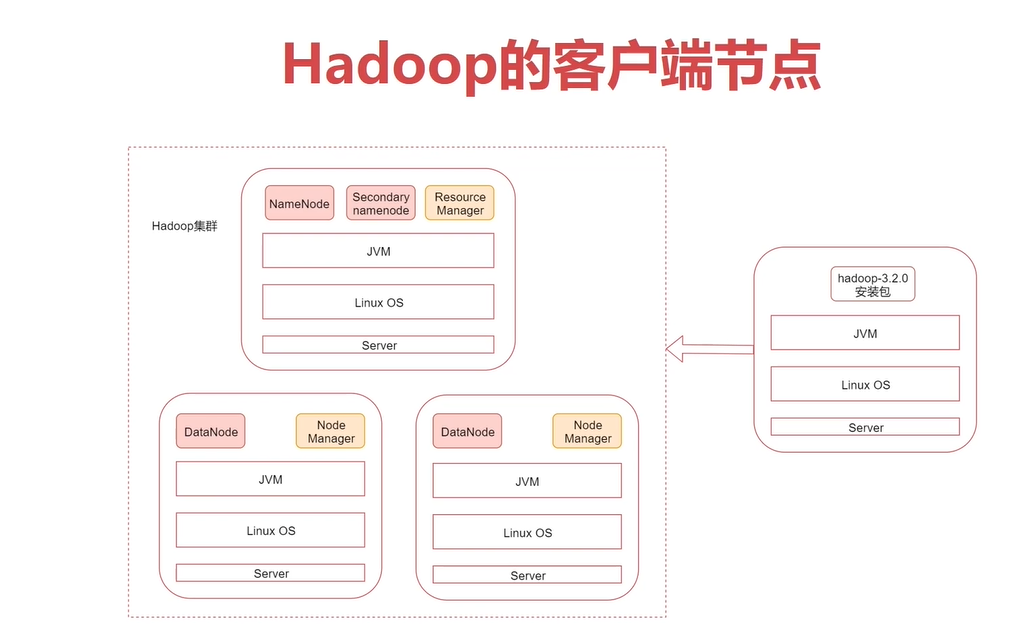 Hadoop的客户端节点
Hadoop集群
NameNode
Secondary
namenode
Resource
Manager
JVM
Linux OS
Server
DataNode
Node
Manager
JVM
Linux OS
Server
DataNode
Node
Manager
JVM
Linux OS
Server
hadoop-3.2.0
安装包
JVM
Linux OS
Server